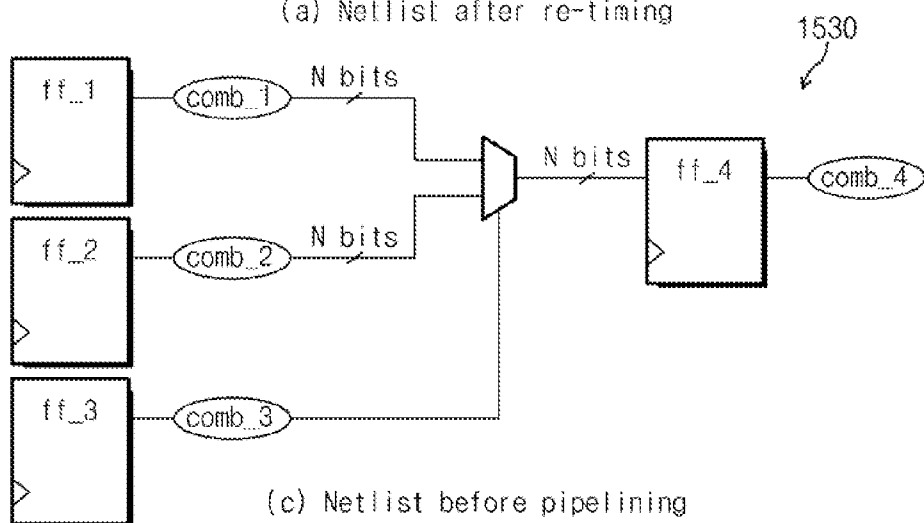 (a) Netlist after re-timing
1530
ff_1
comb_1
N bits
N bits
ff_4
comb_4
ff_2
comb_2
N bits
ff_3
comb_3
(c) Netlist before pipelining